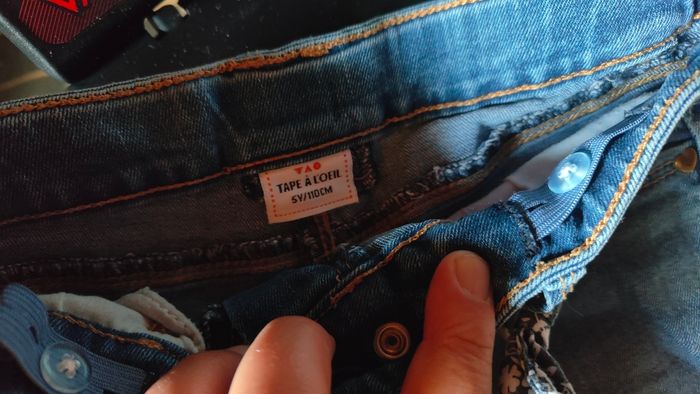 TAO
TAPE À L'OEIL
5Y/110CM